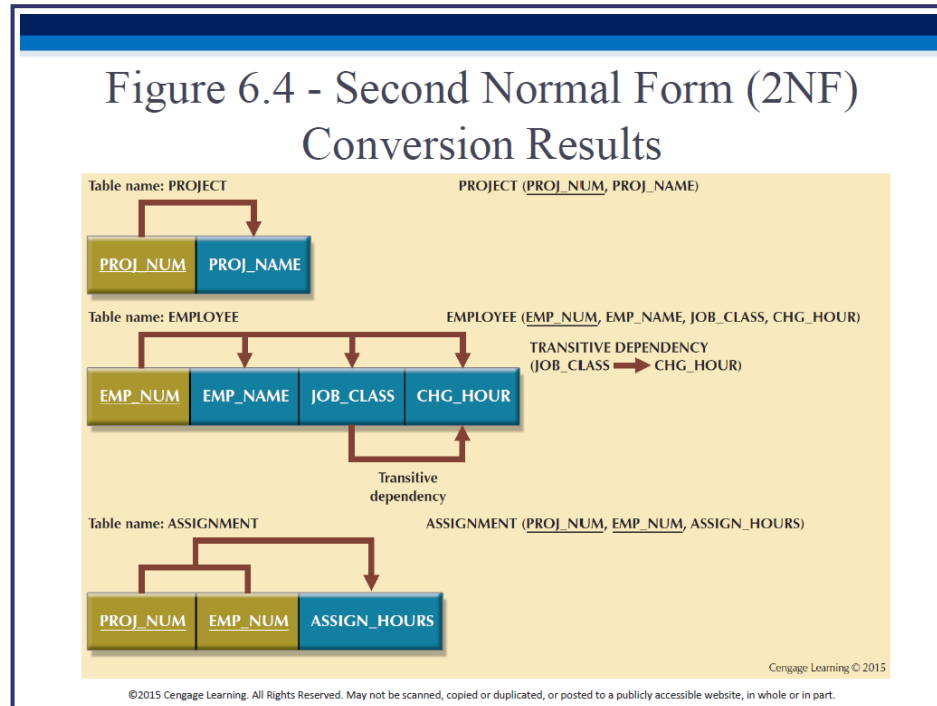 Figure 6.4 - Second Normal Form (2NF)
Conversion Results
Table name: PROJECT
PROJECT (PROJ_NUM, PROJ_NAME)
PROJ_NUM
PROJ_NAME
Table name: EMPLOYEE
EMPLOYEE (EMP_NUM, EMP_NAME, JOB_CLASS, CHG_HOUR)
TRANSITIVE DEPENDENCY
(JOB_CLASS CHG_HOUR)
EMP_NUM
EMP_NAME
JOB_CLASS
CHG_HOUR
Transitive
dependency
Table name: ASSIGNMENT
ASSIGNMENT (PROJ_NUM, EMP_NUM, ASSIGN_HOURS)
PROJ_NUM
EMP_NUM
ASSIGN_HOURS
Cengage Learning © 2015
©2015 Cengage Learning. All Rights Reserved. May not be scanned, copied or duplicated, or posted to a publicly accessible website, in whole or in part.